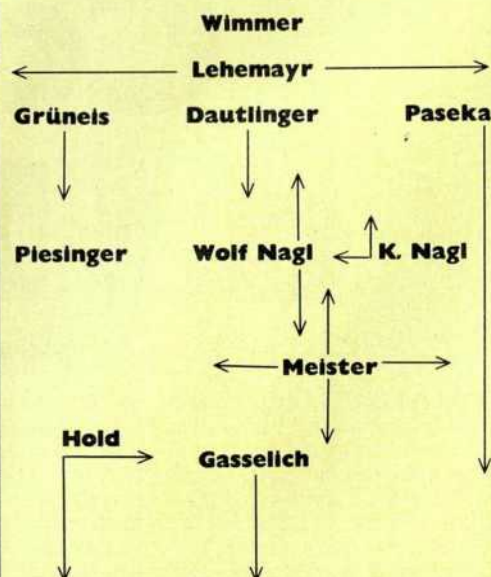 Wimmer
Lehemayr
Grüneis Dautlinger Paseka
Piesinger Wolf Nagl K. Nagl
Meister
Hold
Gasselich